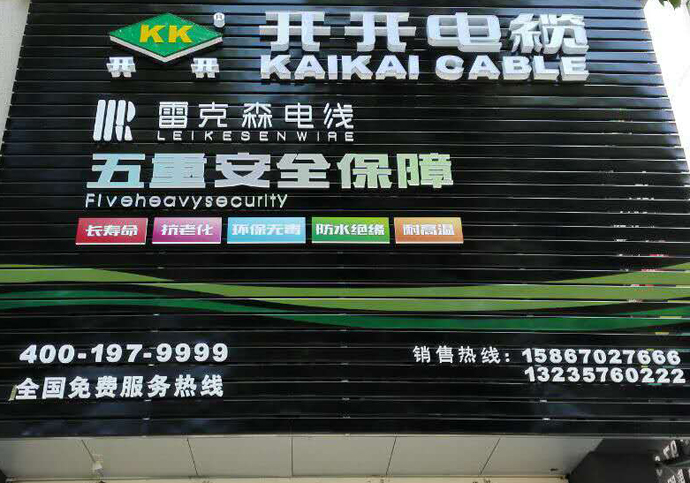 KK ®
开开
开开电缆
KAIKAI CABLE
雷克森电线
LEIKESENWIRE
五重安全保障
Fiveheavysecurity
长寿命 抗老化 环保无毒 防水绝缘 耐高温
400-197-9999
全国免费服务热线
销售热线：15867027666
13235760222